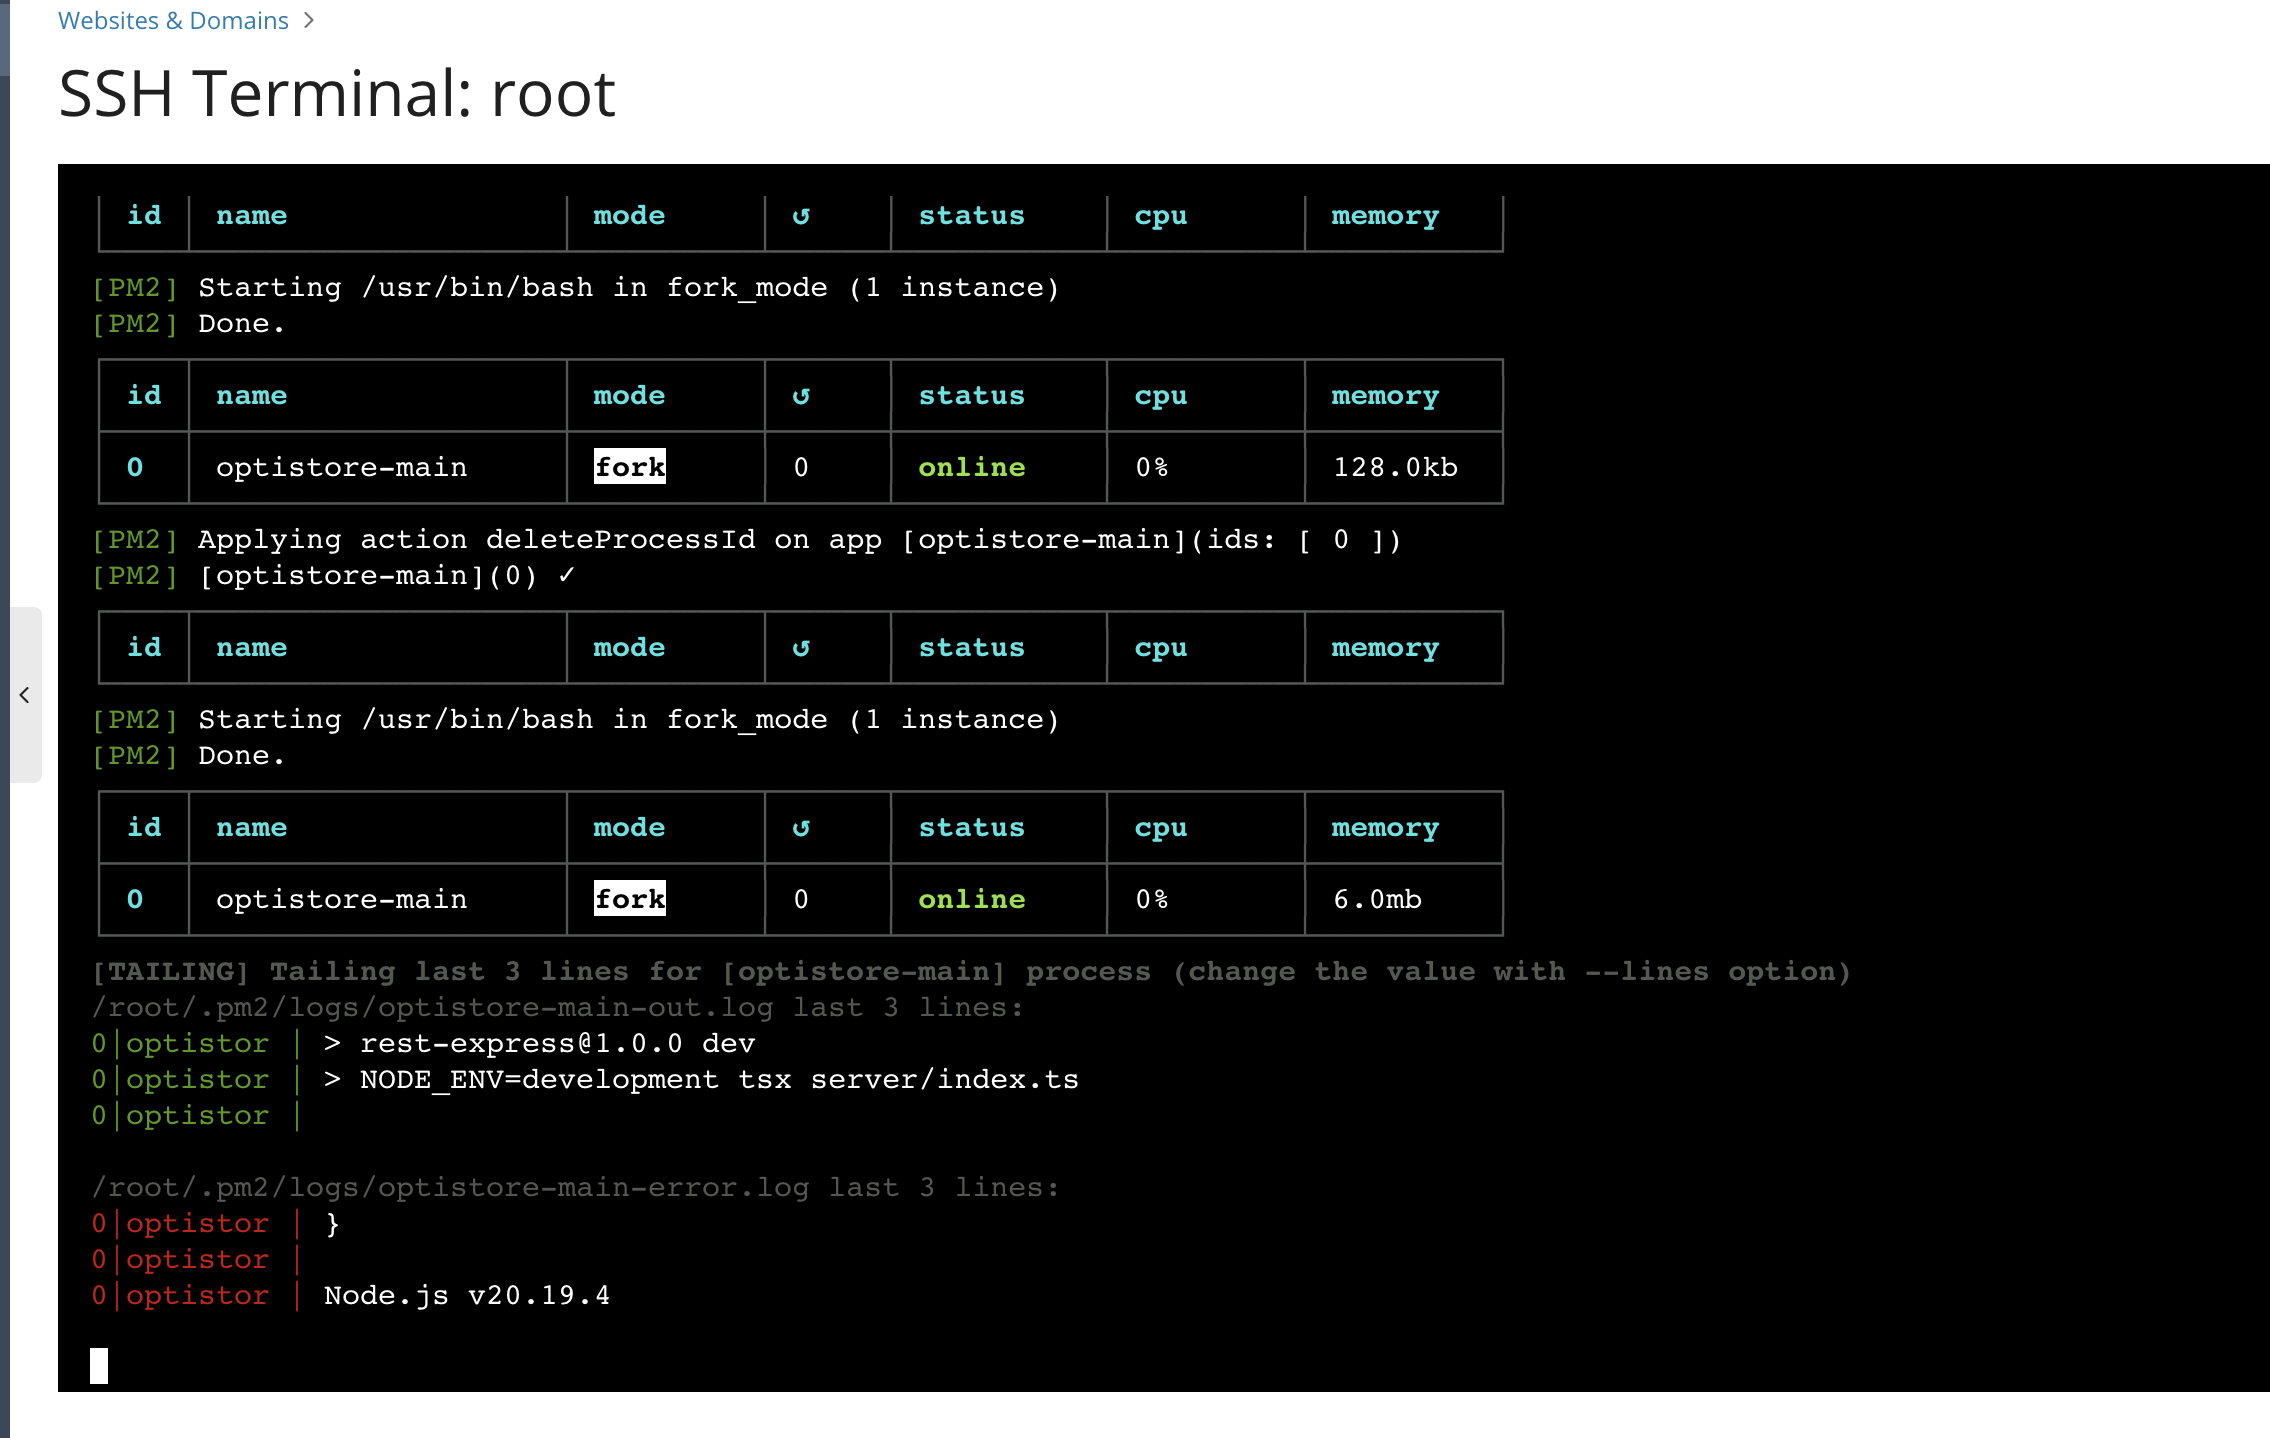 Websites & Domains >
SSH Terminal: root
id name mode ↺ status cpu memory
[PM2] Starting /usr/bin/bash in fork_mode (1 instance)
[PM2] Done.
id name mode ↺ status cpu memory
0 optistore-main fork 0 online 0% 128.0kb
[PM2] Applying action deleteProcessId on app [optistore-main](ids: [ 0 ])
[PM2] [optistore-main](0) ✓
id name mode ↺ status cpu memory
[PM2] Starting /usr/bin/bash in fork_mode (1 instance)
[PM2] Done.
id name mode ↺ status cpu memory
0 optistore-main fork 0 online 0% 6.0mb
[TAILING] Tailing last 3 lines for [optistore-main] process (change the value with --lines option)
/root/.pm2/logs/optistore-main-out.log last 3 lines:
0|optistor | > rest-express@1.0.0 dev
0|optistor | > NODE_ENV=development tsx server/index.ts
0|optistor |
/root/.pm2/logs/optistore-main-error.log last 3 lines:
0|optistor | }
0|optistor |
0|optistor | Node.js v20.19.4